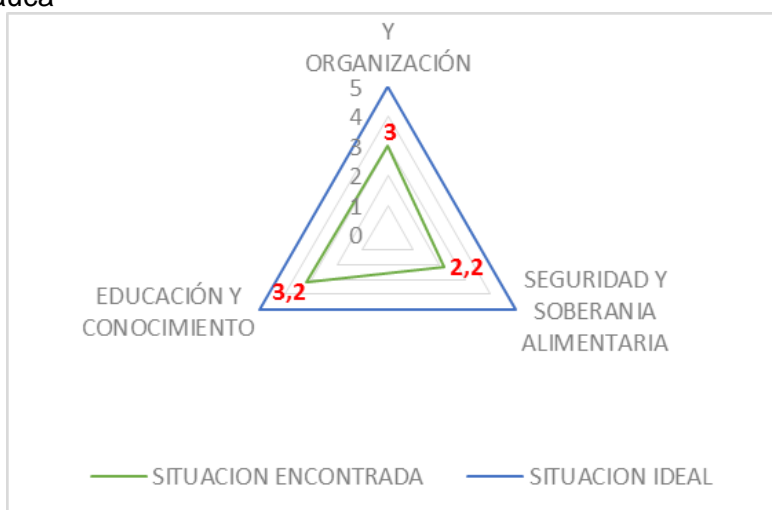 Y
ORGANIZACIÓN
5
4
3
3
2
1
0
2,2
3,2
SEGURIDAD Y
SOBERANIA
ALIMENTARIA
EDUCACIÓN Y
CONOCIMIENTO
SITUACION ENCONTRADA
SITUACION IDEAL